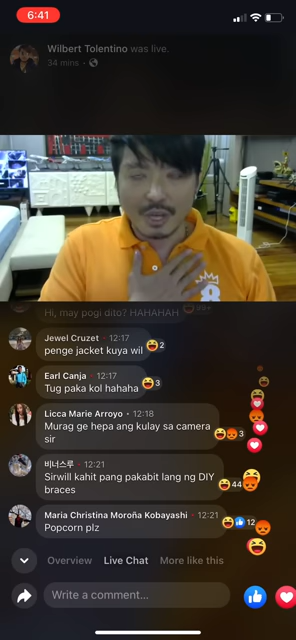 6:41
Wilbert Tolentino was live.
34 mins ·
Hi, may pogi dito? HAHAHAH
Jewel Cruzet · 12:17
penge jacket kuya wil
2
Earl Canja · 12:17
Tug paka kol hahaha
3
Licca Marie Arroyo · 12:18
Murag ge hepa ang kulay sa camera
sir
3
비너스루 · 12:21
Sirwill kahit pang pakabit lang ng DIY
braces
44
Maria Christina Moroña Kobayashi · 12:21
Popcorn plz
12
Overview Live Chat More like this
Write a comment...